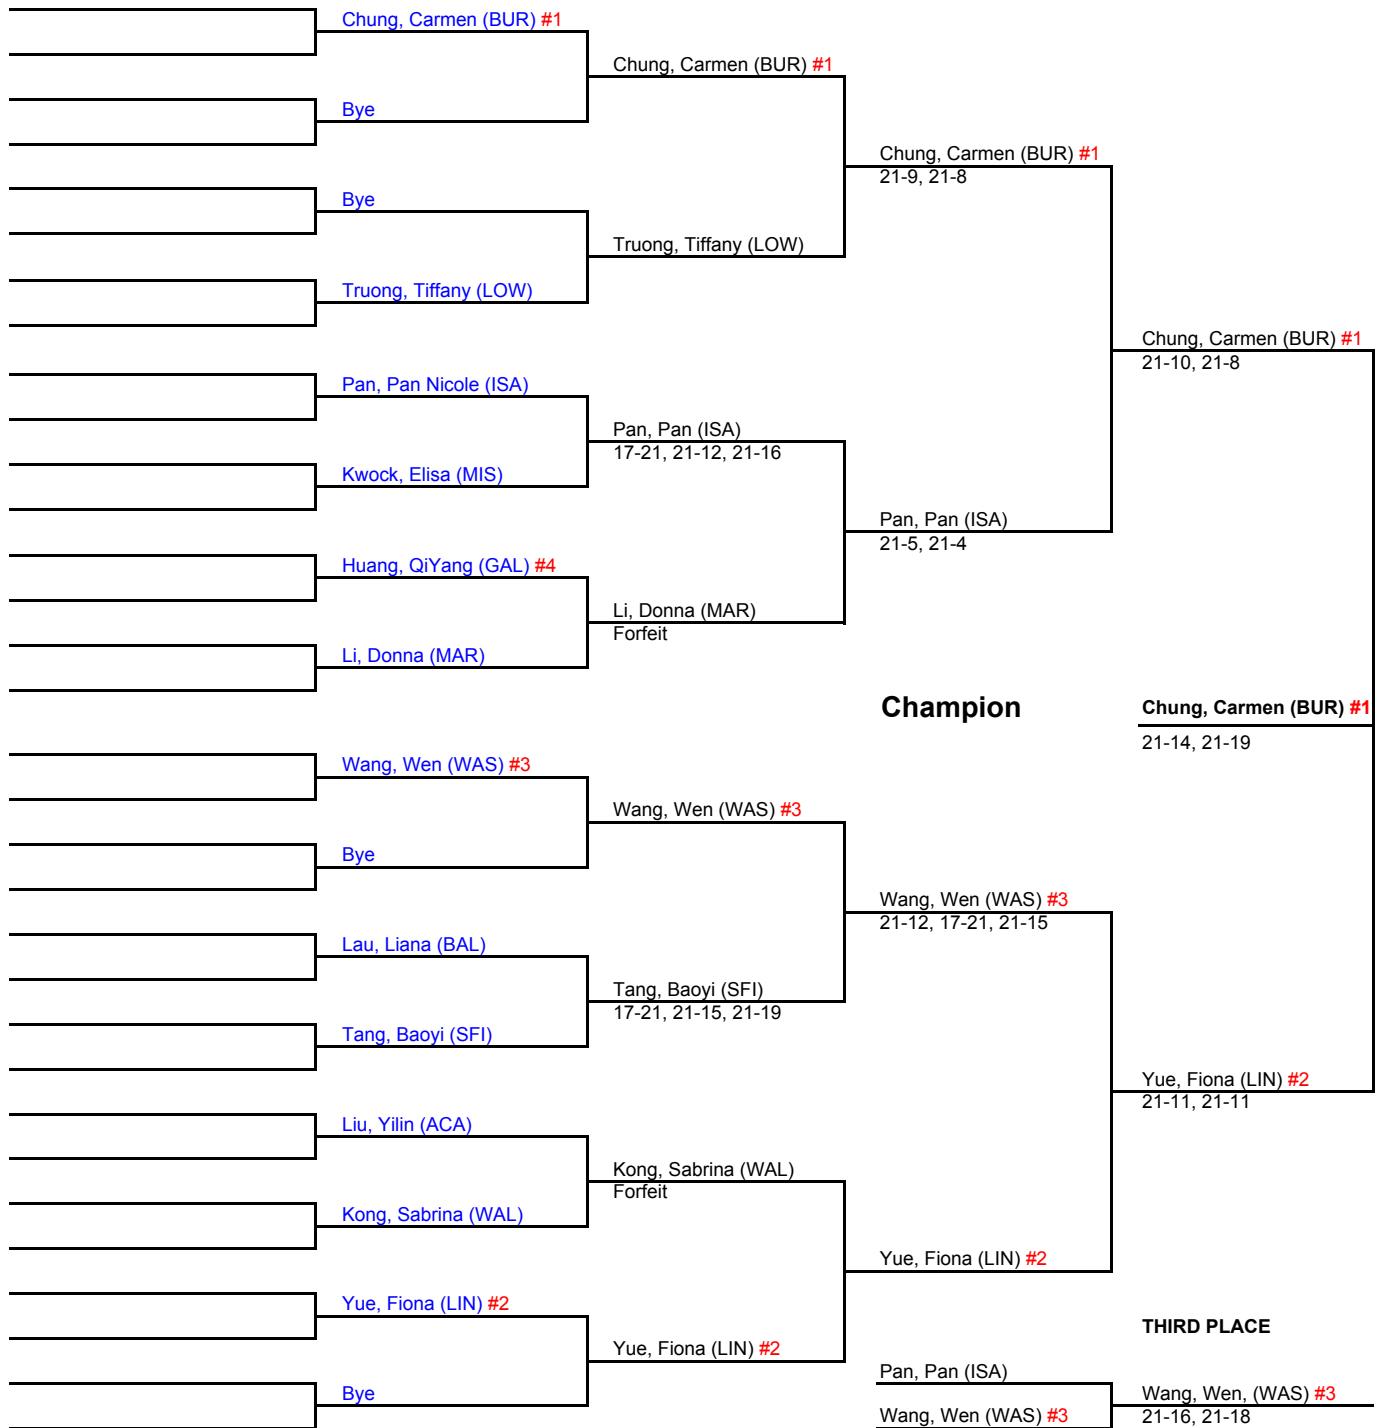 Chung, Carmen (BUR) #1
Bye
Bye
Truong, Tiffany (LOW)
Pan, Pan Nicole (ISA)
Kwock, Elisa (MIS)
Huang, QiYang (GAL) #4
Li, Donna (MAR)
Wang, Wen (WAS) #3
Bye
Lau, Liana (BAL)
Tang, Baoyi (SFI)
Liu, Yilin (ACA)
Kong, Sabrina (WAL)
Yue, Fiona (LIN) #2
Bye
Chung, Carmen (BUR) #1
Truong, Tiffany (LOW)
Pan, Pan (ISA)
17-21, 21-12, 21-16
Li, Donna (MAR)
Forfeit
Wang, Wen (WAS) #3
Tang, Baoyi (SFI)
17-21, 21-15, 21-19
Kong, Sabrina (WAL)
Forfeit
Yue, Fiona (LIN) #2
Chung, Carmen (BUR) #1
21-9, 21-8
Pan, Pan (ISA)
21-5, 21-4
Wang, Wen (WAS) #3
21-12, 17-21, 21-15
Yue, Fiona (LIN) #2
Chung, Carmen (BUR) #1
21-10, 21-8
Yue, Fiona (LIN) #2
21-11, 21-11
Champion
Chung, Carmen (BUR) #1
21-14, 21-19
THIRD PLACE
Pan, Pan (ISA)
Wang, Wen (WAS) #3
Wang, Wen, (WAS) #3
21-16, 21-18